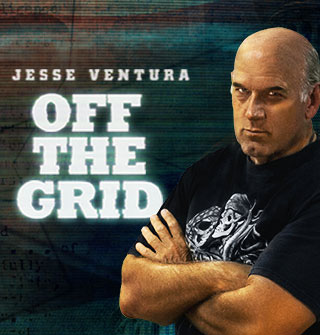 JESSE VENTURA
OFF
THE
GRID